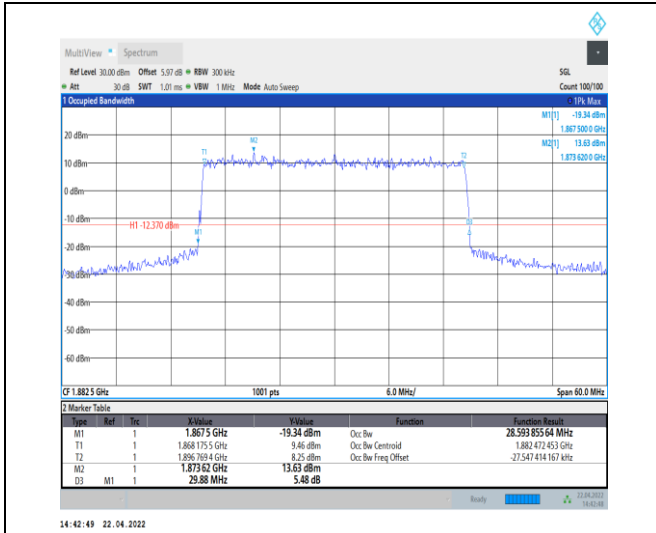 MultiView Spectrum
Ref Level 30.00 dBm Offset 5.97 dB RBW 300 kHz SGL
Att 30 dB SWT 1.01 ms VBW 1 MHz Mode Auto Sweep Count 100/100
1 Occupied Bandwidth 1Pk Max
M1[1] -19.34 dBm
1.867 500 0 GHz
M2[1] 13.63 dBm
1.873 620 0 GHz
20 dBm
M2
T1
T2
10 dBm
0 dBm
-10 dBm
H1 -12.370 dBm
M1
D3
-20 dBm
-30 dBm
-40 dBm
-50 dBm
-60 dBm
CF 1.882 5 GHz 1001 pts 6.0 MHz/ Span 60.0 MHz
2 Marker Table
Type Ref Trc X-Value Y-Value Function Function Result
M1 1 1.867 5 GHz -19.34 dBm Occ Bw 28.593 855 64 MHz
T1 1 1.868 175 5 GHz 9.46 dBm Occ Bw Centroid 1.882 472 453 GHz
T2 1 1.896 769 4 GHz 8.25 dBm Occ Bw Freq Offset -27.547 414 167 kHz
M2 1 1.873 62 GHz 13.63 dBm
D3 M1 1 29.88 MHz 5.48 dB
Ready 22.04.2022
14:42:48
14:42:49 22.04.2022